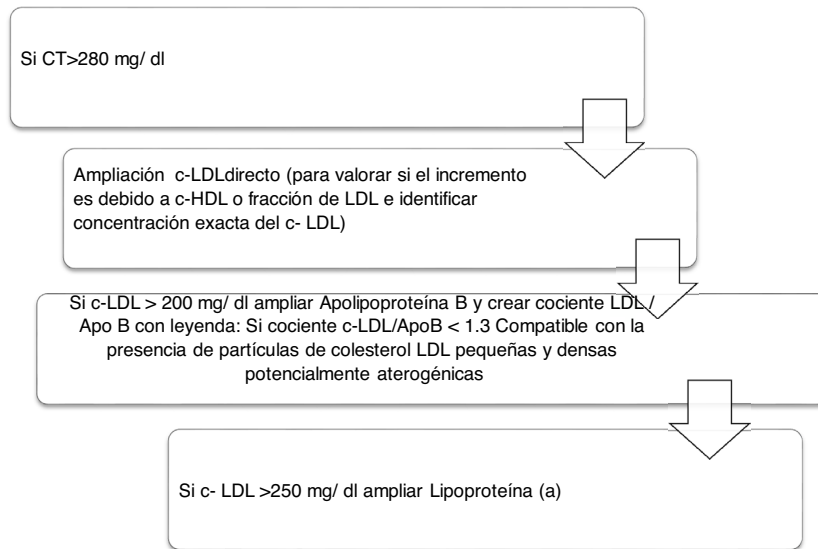 Si CT>280 mg/ dl
Ampliación c-LDLdirecto (para valorar si el incremento
es debido a c-HDL o fracción de LDL e identificar
concentración exacta del c- LDL)
Si c-LDL > 200 mg/ dl ampliar Apolipoproteína B y crear cociente LDL /
Apo B con leyenda: Si cociente c-LDL/ApoB < 1.3 Compatible con la
presencia de partículas de colesterol LDL pequeñas y densas
potencialmente aterogénicas
Si c- LDL >250 mg/ dl ampliar Lipoproteína (a)